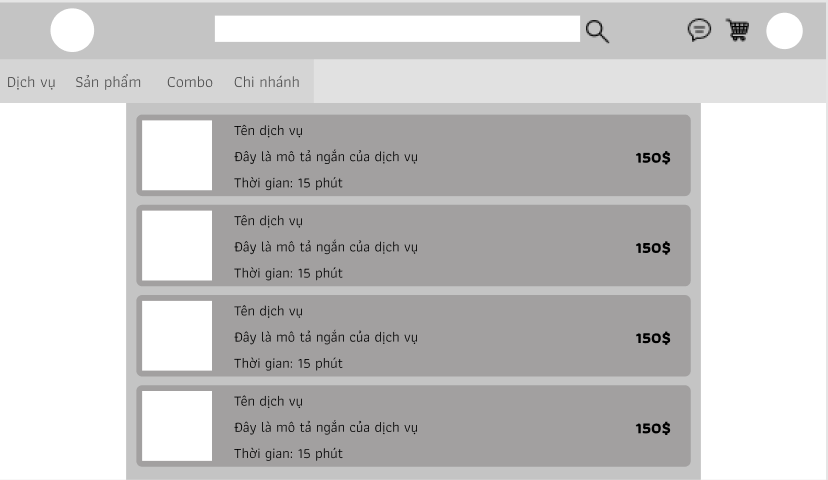 Dịch vụ Sản phẩm Combo Chi nhánh
Tên dịch vụ
Đây là mô tả ngắn của dịch vụ
150$
Thời gian: 15 phút
Tên dịch vụ
Đây là mô tả ngắn của dịch vụ
150$
Thời gian: 15 phút
Tên dịch vụ
Đây là mô tả ngắn của dịch vụ
150$
Thời gian: 15 phút
Tên dịch vụ
Đây là mô tả ngắn của dịch vụ
150$
Thời gian: 15 phút